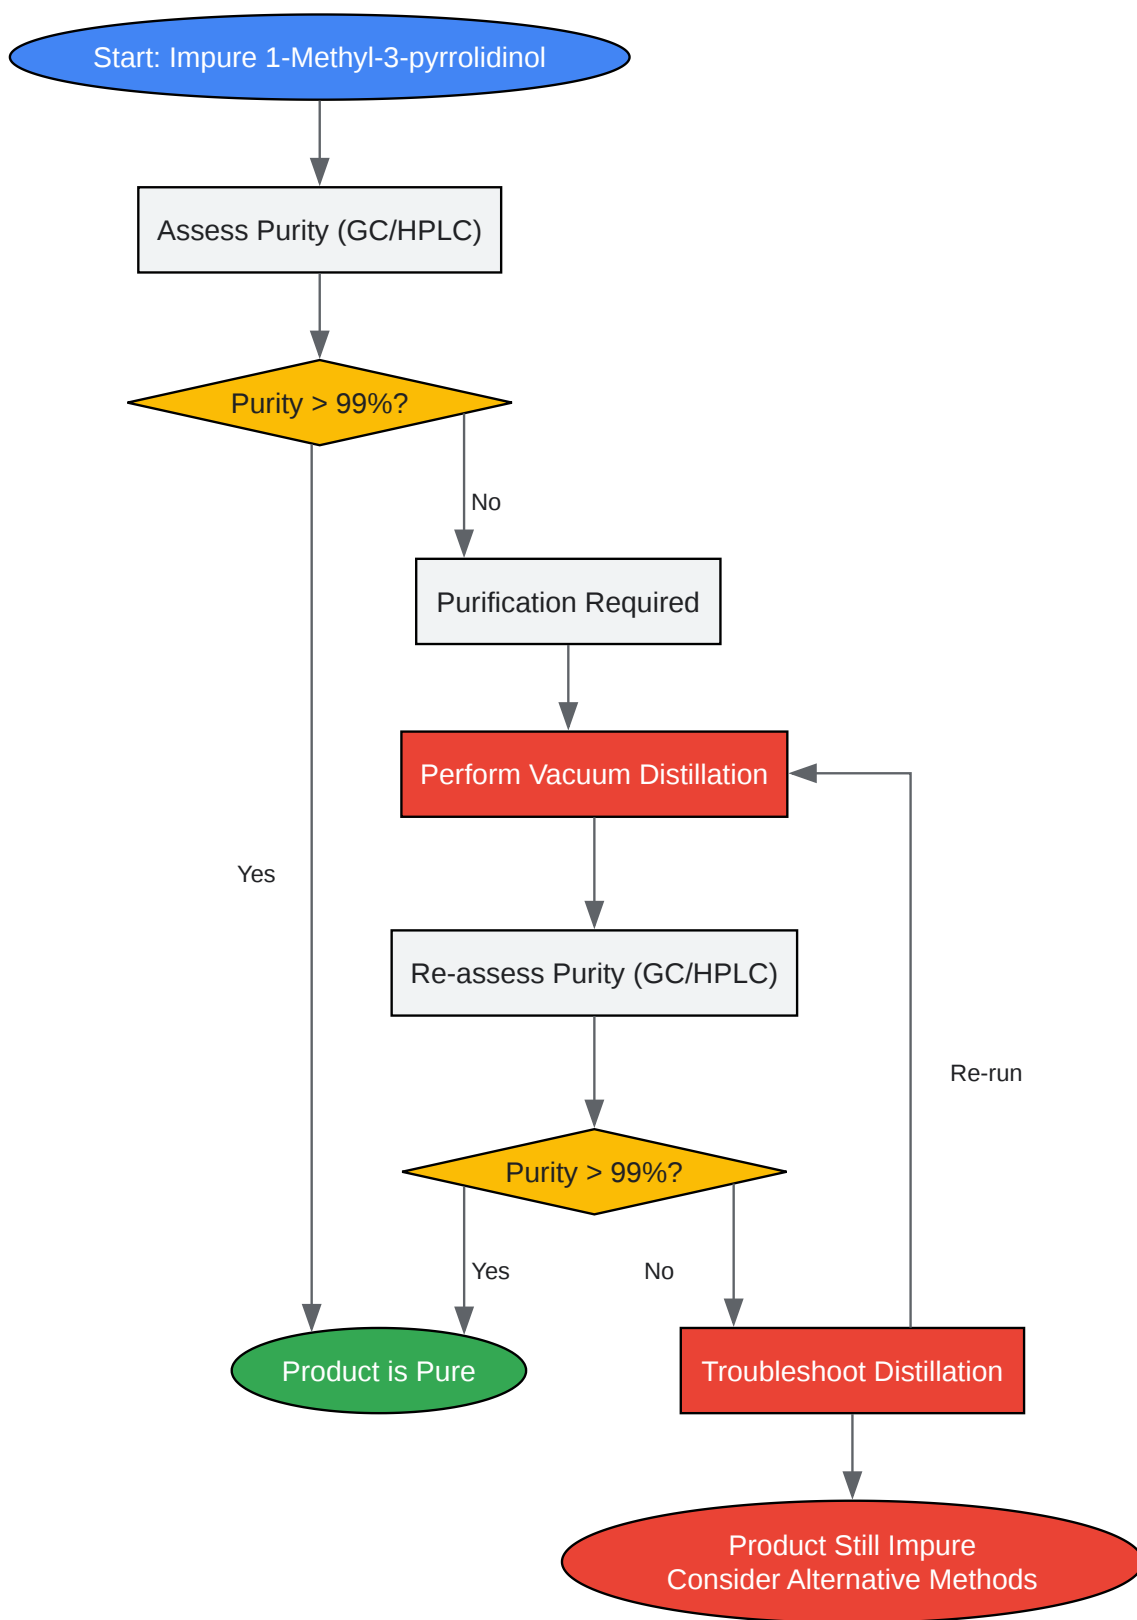 Start: Impure 1-Methyl-3-pyrrolidinol
Assess Purity (GC/HPLC)
Purity > 99%?
No
Purification Required
Perform Vacuum Distillation
Yes
Re-assess Purity (GC/HPLC)
Re-run
Purity > 99%?
Yes
No
Product is Pure
Troubleshoot Distillation
Product Still Impure
Consider Alternative Methods